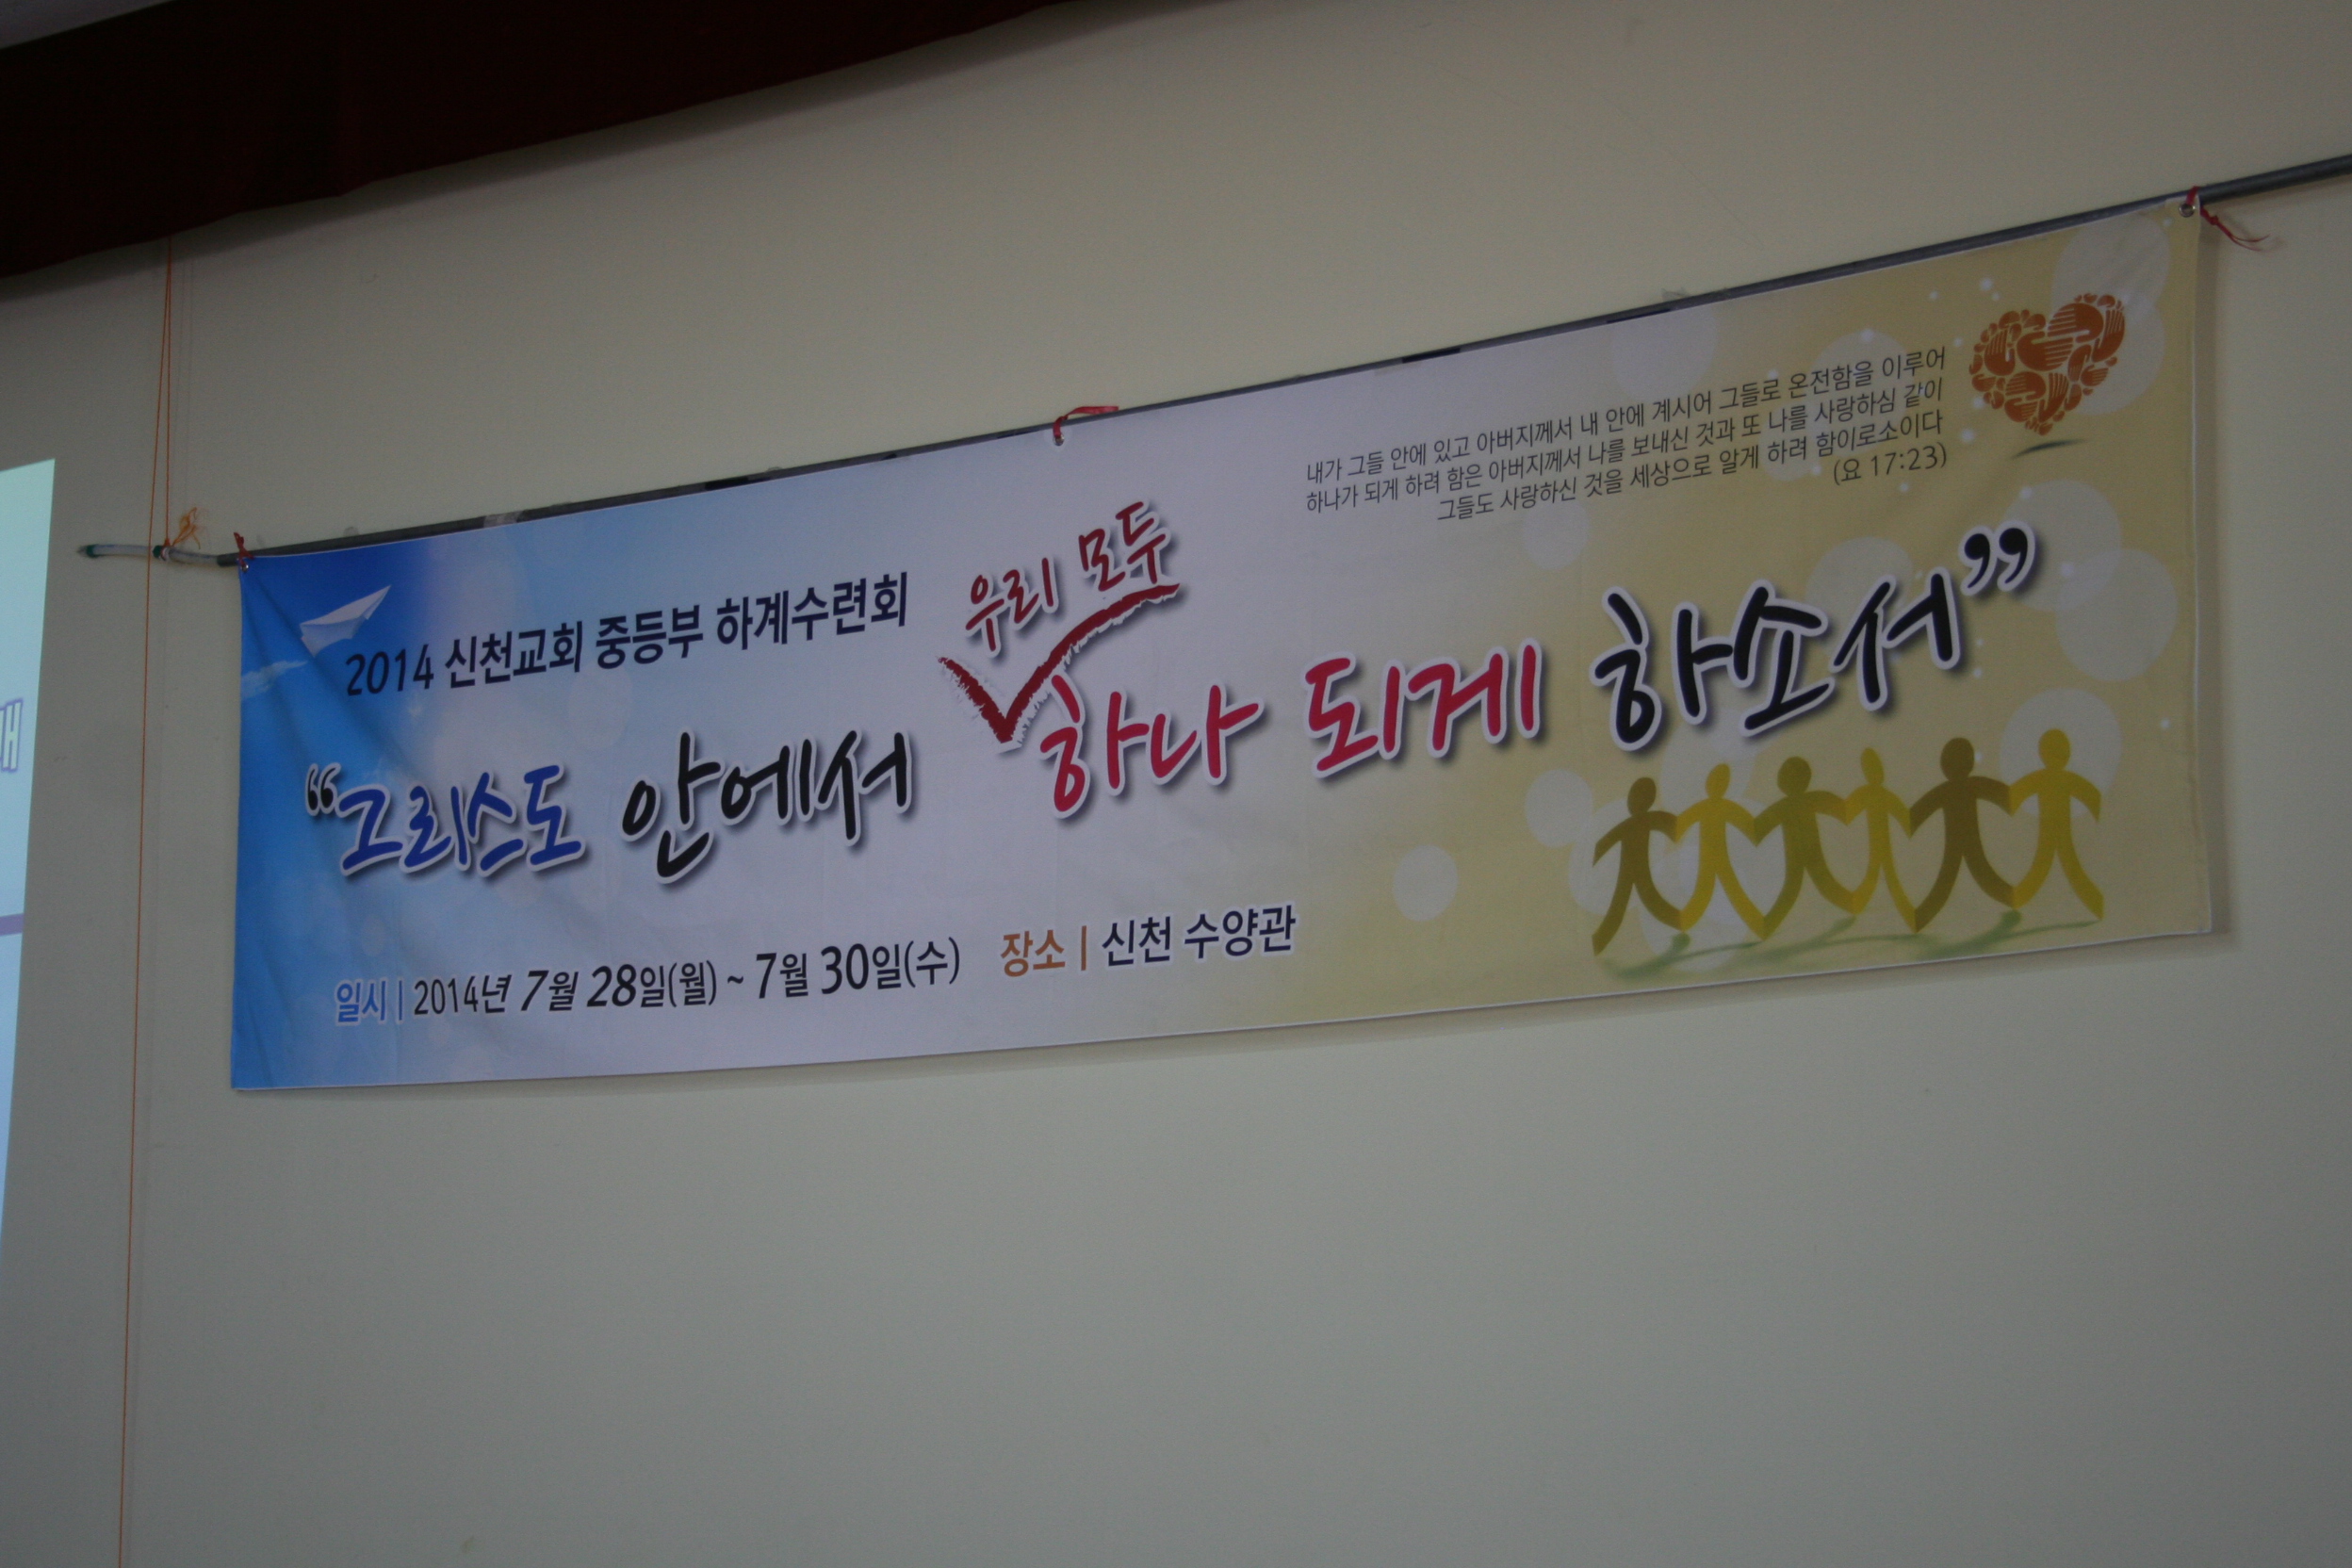 내가 그들 안에 있고 아버지께서 내 안에 계시어 그들로 온전함을 이루어
하나가 되게 하려 함은 아버지께서 나를 보내신 것과 또 나를 사랑하심 같이
그들도 사랑하신 것을 세상으로 알게 하려 함이로소이다
(요 17:23)
2014 신천교회 중등부 하계수련회
우리 모두
“그리스도 안에서 하나 되게 하소서”
일시 | 2014년 7월 28일(월) ~ 7월 30일(수) 장소 | 신천 수양관